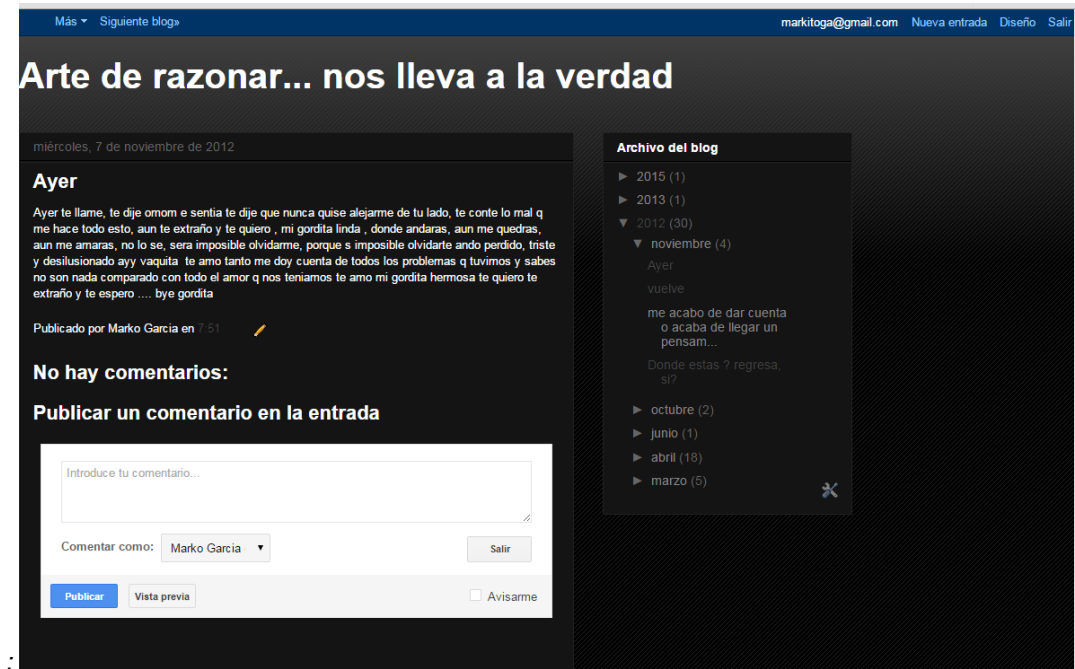 Más ▾ Siguiente blog» markitoga@gmail.com Nueva entrada Diseño Salir
Arte de razonar... nos lleva a la verdad
miércoles, 7 de noviembre de 2012
Ayer
Ayer te llame, te dije omom e sentia te dije que nunca quise alejarme de tu lado, te conte lo mal q
me hace todo esto, aun te extraño y te quiero , mi gordita linda , donde andaras, aun me quedras,
aun me amaras, no lo se, sera imposible olvidarme, porque s imposible olvidarte ando perdido, triste
y desilusionado ayy vaquita te amo tanto me doy cuenta de todos los problemas q tuvimos y sabes
no son nada comparado con todo el amor q nos teniamos te amo mi gordita hermosa te quiero te
extraño y te espero .... bye gordita
Publicado por Marko Garcia en 7:51
No hay comentarios:
Publicar un comentario en la entrada
Introduce tu comentario...
Comentar como: Marko Garcia ▾ Salir
Publicar Vista previa Avisarme
Archivo del blog
► 2015 (1)
► 2013 (1)
▼ 2012 (30)
▼ noviembre (4)
Ayer
vuelve
me acabo de dar cuenta
o acaba de llegar un
pensam...
Donde estas ? regresa,
si?
► octubre (2)
► junio (1)
► abril (18)
► marzo (5)
: